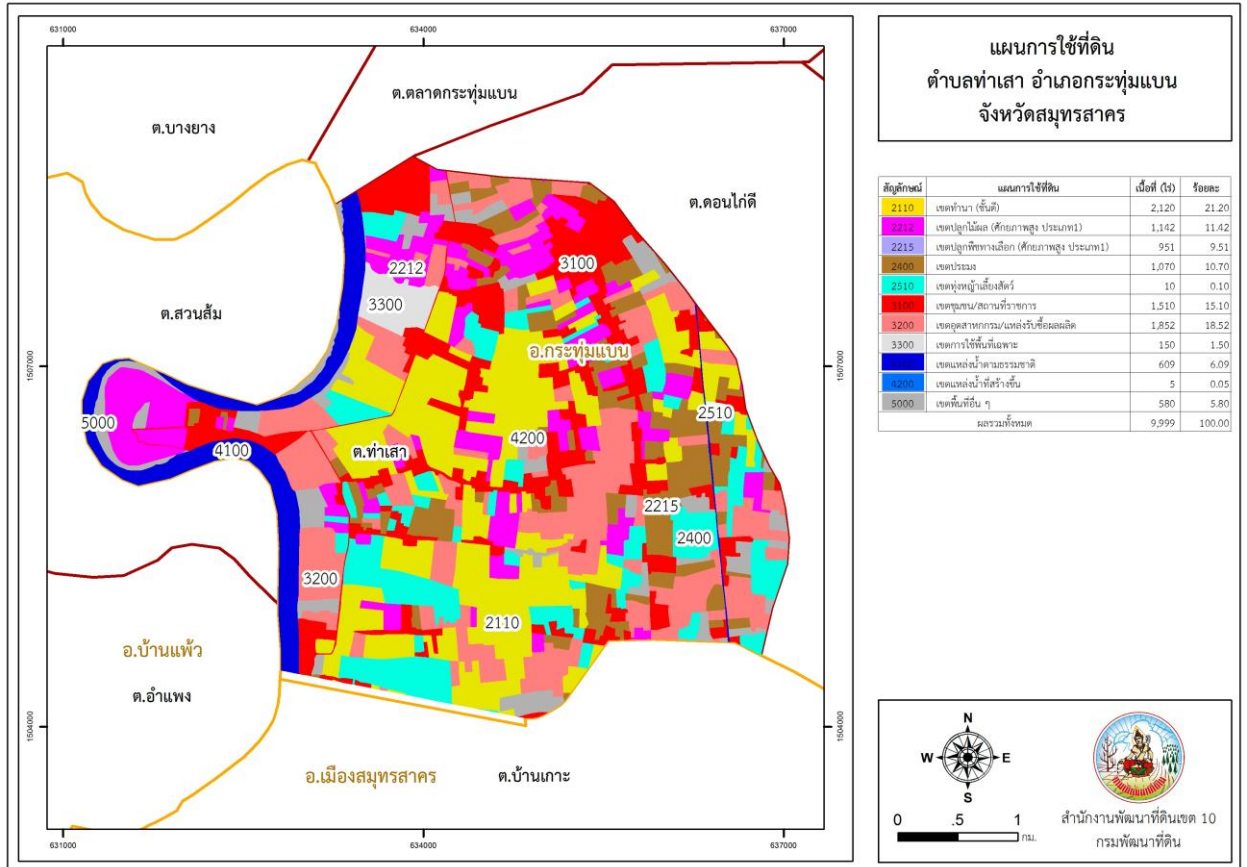 แผนการใช้ที่ดิน
ตำบลท่าเสา อำเภอกระทุ่มแบน
จังหวัดสมุทรสาคร
631000 634000 637000
ต.ตลาดกระทุ่มแบน
ต.บางยาง
ต.ดอนไก่ดี
2212
3100
3300
ต.สวนส้ม
อ.กระทุ่มแบน
1507000 1507000
5000
2510
4200
4100
ต.ท่าเสา
2215
2400
3200
2110
อ.บ้านแพ้ว
ต.อำแพง
1504000 1504000
อ.เมืองสมุทรสาคร
ต.บ้านเกาะ
631000 634000 637000
สัญลักษณ์ แผนการใช้ที่ดิน เนื้อที่ (ไร่) ร้อยละ
2110 เขตทำนา (ชั้นดี) 2,120 21.20
2212 เขตปลูกไม้ผล (ศักยภาพสูง ประเภท1) 1,142 11.42
2215 เขตปลูกพืชทางเลือก (ศักยภาพสูง ประเภท1) 951 9.51
2400 เขตประมง 1,070 10.70
2510 เขตทุ่งหญ้าเลี้ยงสัตว์ 10 0.10
3100 เขตชุมชน/สถานที่ราชการ 1,510 15.10
3200 เขตอุตสาหกรรม/แหล่งรับซื้อผลผลิต 1,852 18.52
3300 เขตการใช้พื้นที่เฉพาะ 150 1.50
เขตแหล่งน้ำตามธรรมชาติ 609 6.09
4200 เขตแหล่งน้ำที่สร้างขึ้น 5 0.05
5000 เขตพื้นที่อื่น ๆ 580 5.80
ผลรวมทั้งหมด 9,999 100.00
N
W E
S
0 .5 1
กม.
สำนักงานพัฒนาที่ดินเขต 10
กรมพัฒนาที่ดิน